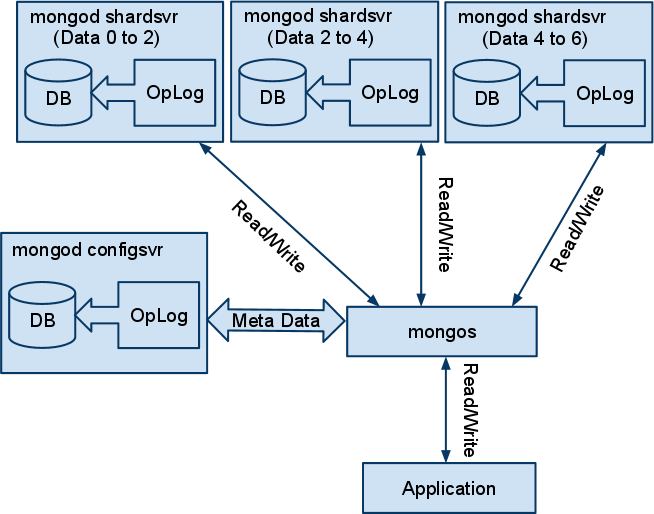 mongod shardsvr
(Data 0 to 2)
DB
OpLog
mongod shardsvr
(Data 2 to 4)
DB
OpLog
mongod shardsvr
(Data 4 to 6)
DB
OpLog
Read/Write
Read/Write
Read/Write
mongod configsvr
DB
OpLog
Meta Data
mongos
Read/Write
Application